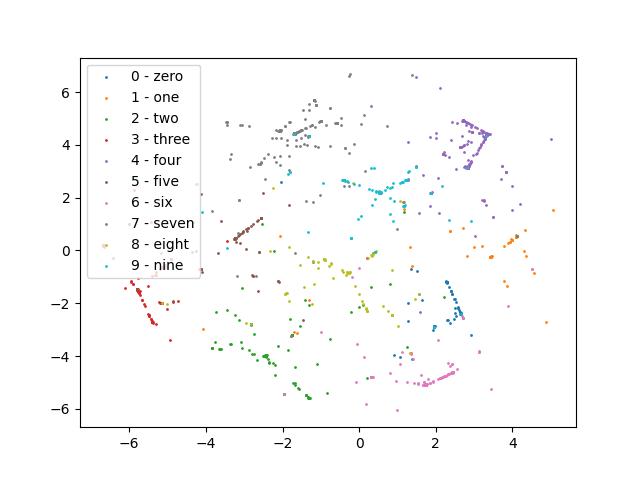 0 - zero
1 - one
2 - two
3 - three
4 - four
5 - five
6 - six
7 - seven
8 - eight
9 - nine
6
4
2
0
−2
−4
−6
−6 −4 −2 0 2 4